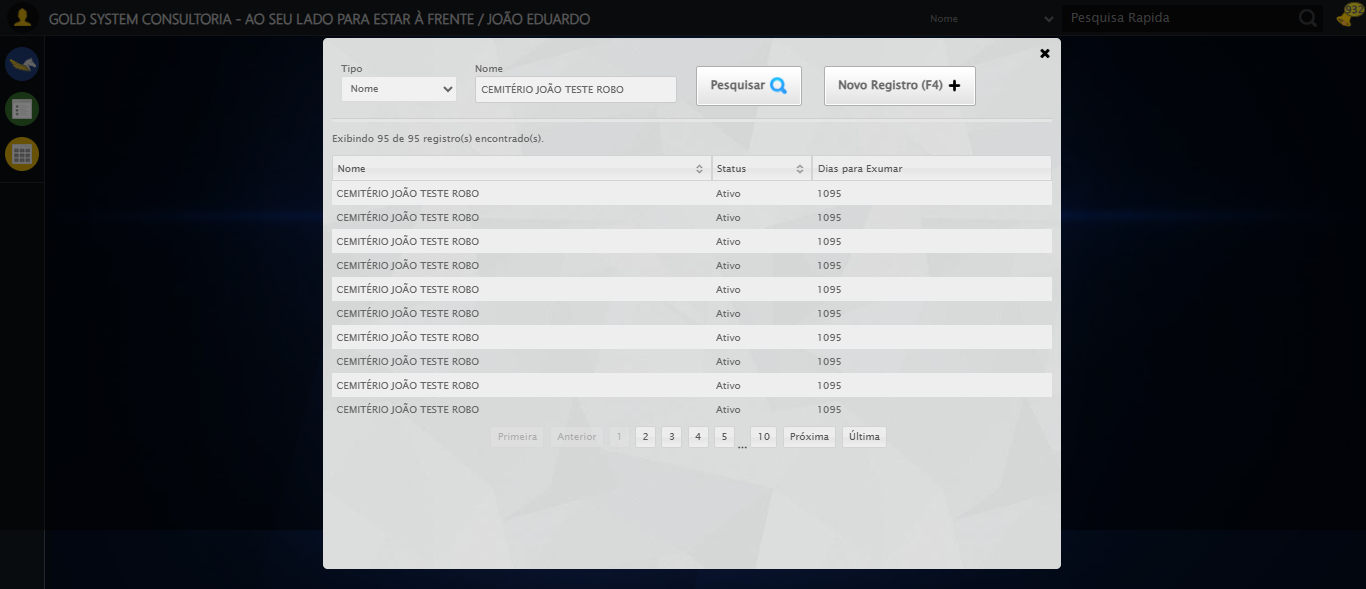 GOLD SYSTEM CONSULTORIA - AO SEU LADO PARA ESTAR À FRENTE / JOÃO EDUARDO
Nome
Pesquisa Rapida
932
Tipo
Nome
Nome
CEMITÉRIO JOÃO TESTE ROBO
Pesquisar
Novo Registro (F4)
Exibindo 95 de 95 registro(s) encontrado(s).
Nome Status Dias para Exumar
CEMITÉRIO JOÃO TESTE ROBO Ativo 1095
CEMITÉRIO JOÃO TESTE ROBO Ativo 1095
CEMITÉRIO JOÃO TESTE ROBO Ativo 1095
CEMITÉRIO JOÃO TESTE ROBO Ativo 1095
CEMITÉRIO JOÃO TESTE ROBO Ativo 1095
CEMITÉRIO JOÃO TESTE ROBO Ativo 1095
CEMITÉRIO JOÃO TESTE ROBO Ativo 1095
CEMITÉRIO JOÃO TESTE ROBO Ativo 1095
CEMITÉRIO JOÃO TESTE ROBO Ativo 1095
CEMITÉRIO JOÃO TESTE ROBO Ativo 1095
Primeira Anterior 1 2 3 4 5 ... 10 Próxima Última